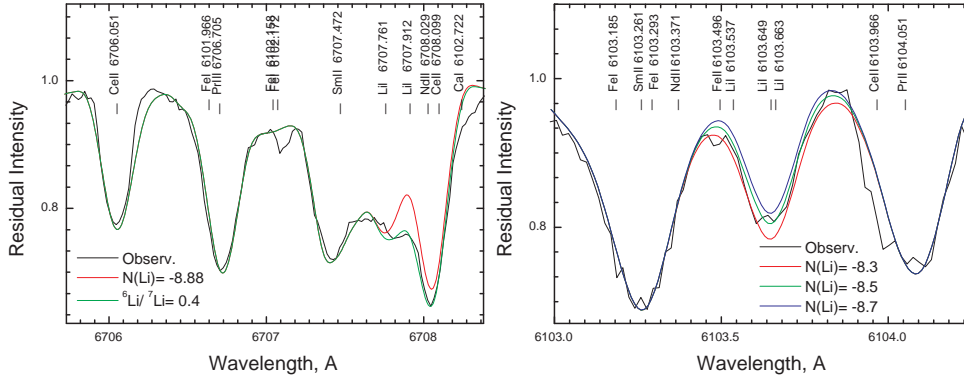 CeII 6706.051
FeI 6101.966
PrIII 6706.705
FeI 6102.158
FeI 6102.172
SmII 6707.472
LiI 6707.761
LiI 6707.912
NdII 6708.029
CeII 6708.099
CaI 6102.722
1.0
0.8
Residual Intensity
Observ.
N(Li)= -8.88
⁶Li/ ⁷Li= 0.4
6706
6707
6708
Wavelength, A
FeI 6103.185
SmII 6103.261
FeI 6103.293
NdII 6103.371
FeII 6103.496
LiI 6103.537
LiI 6103.649
LiI 6103.663
CeII 6103.966
PrII 6104.051
1.0
0.8
Residual Intensity
Observ.
N(Li)= -8.3
N(Li)= -8.5
N(Li)= -8.7
6103.0
6103.5
6104.0
Wavelength, A